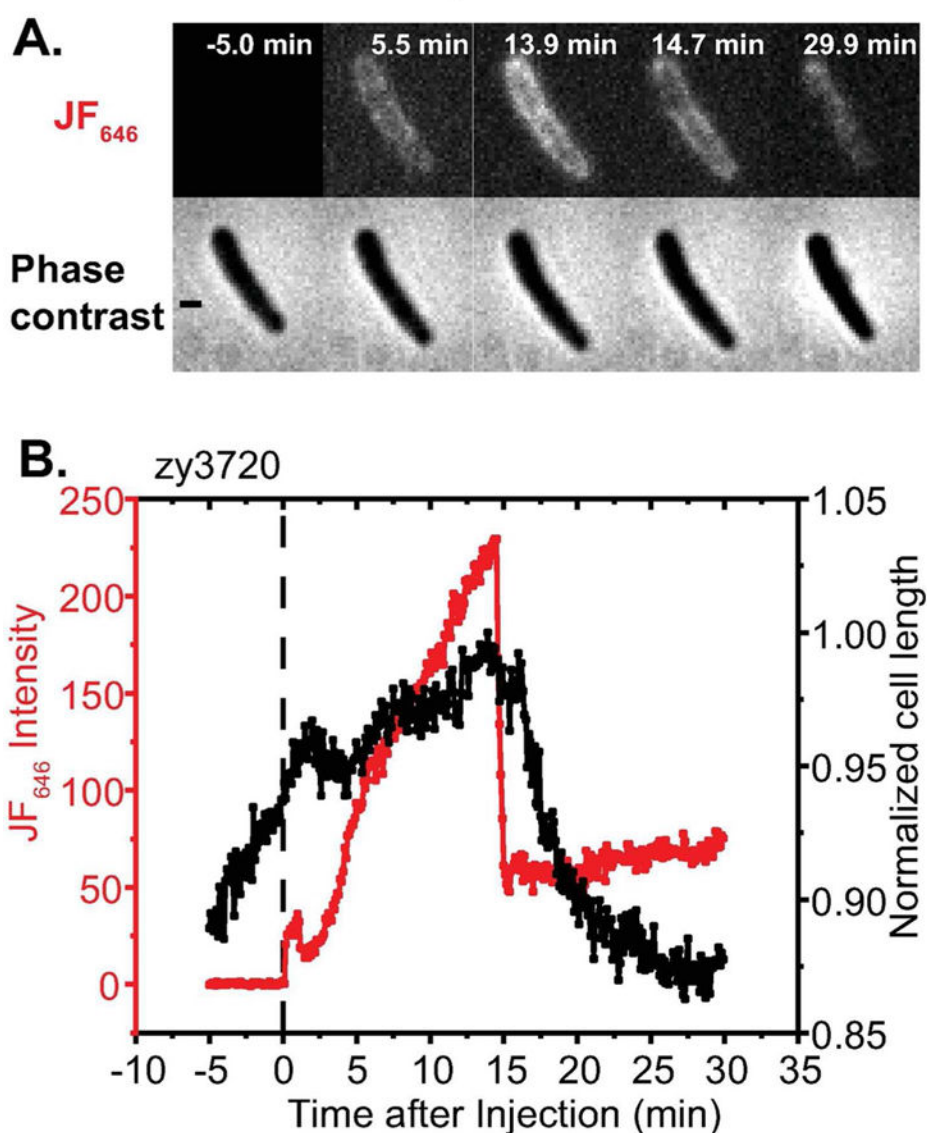 A.
-5.0 min 5.5 min 13.9 min 14.7 min 29.9 min
JF646
Phase
contrast
B.
zy3720
250
200
150
100
50
0
JF646 Intensity
1.05
1.00
0.95
0.90
0.85
Normalized cell length
-10 -5 0 5 10 15 20 25 30 35
Time after Injection (min)